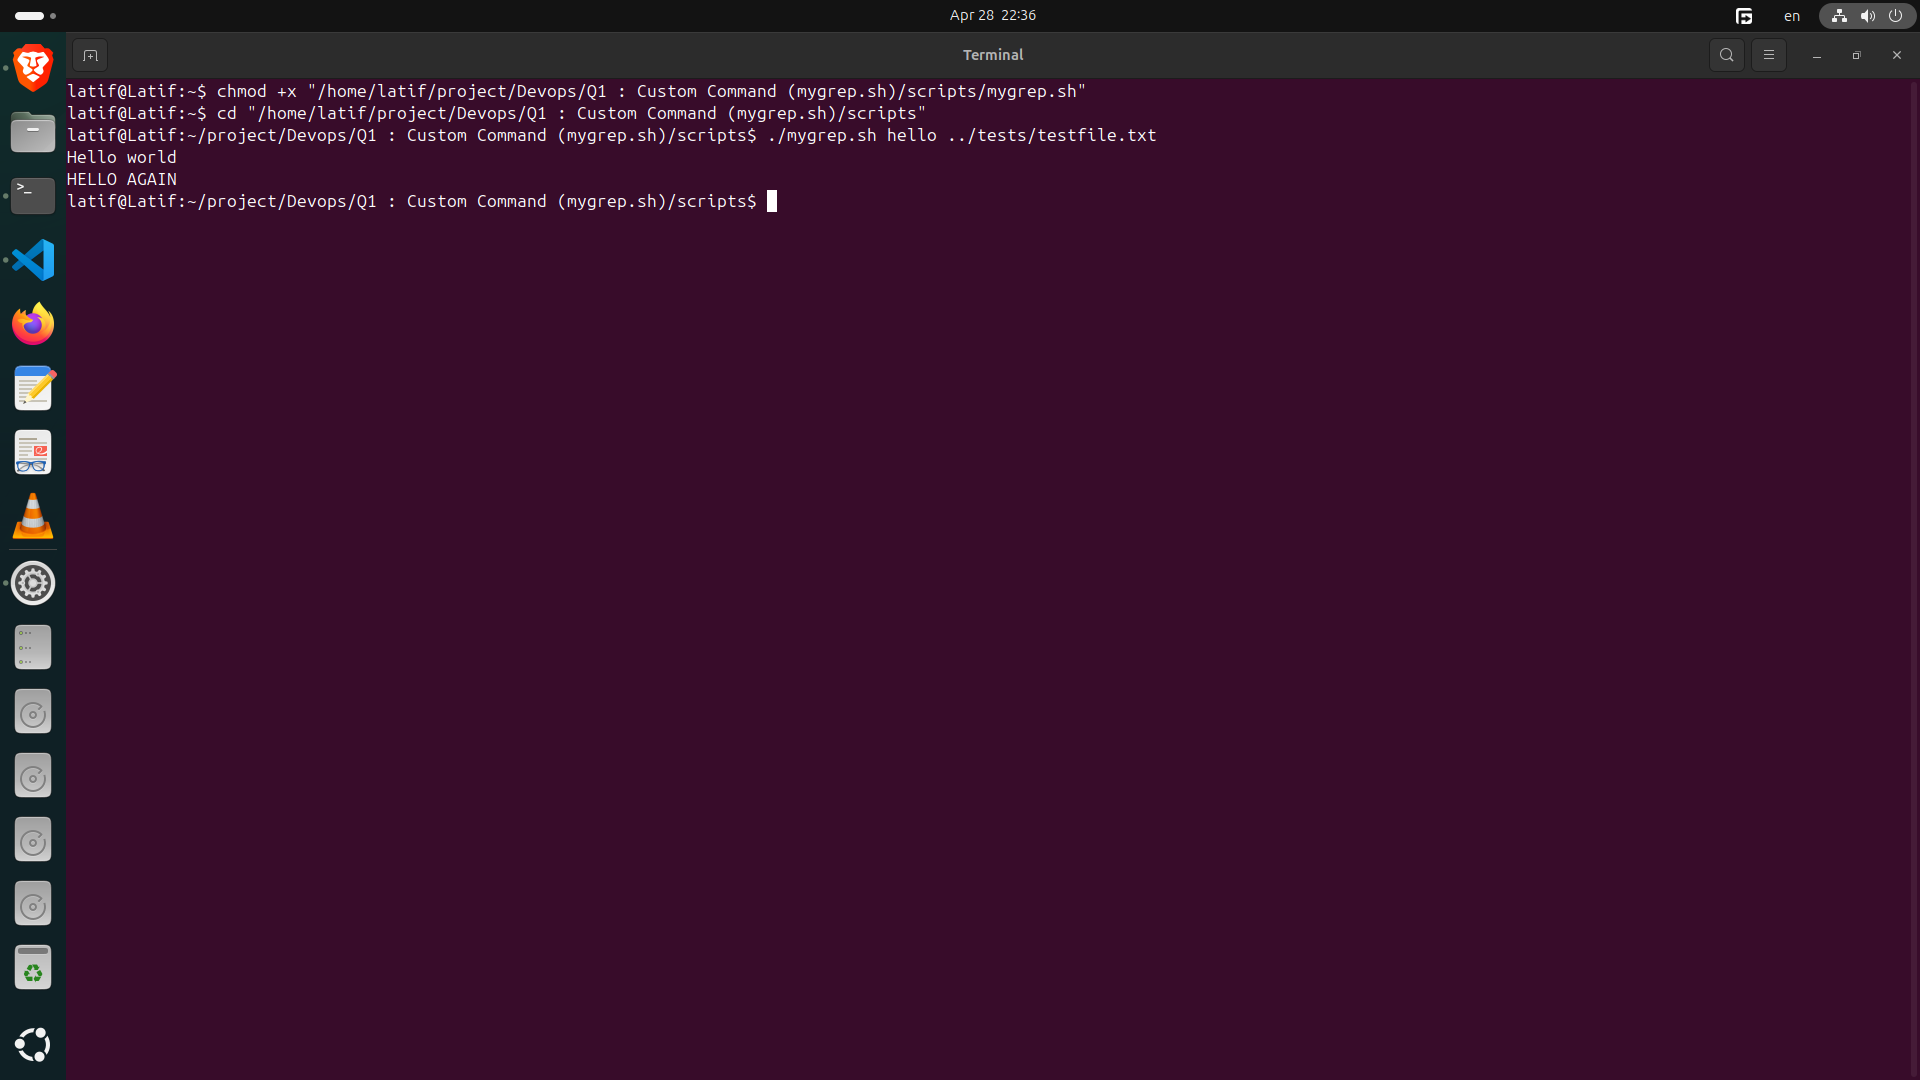 Apr 28 22:36
en
Terminal
latif@Latif:~$ chmod +x "/home/latif/project/Devops/Q1 : Custom Command (mygrep.sh)/scripts/mygrep.sh"
latif@Latif:~$ cd "/home/latif/project/Devops/Q1 : Custom Command (mygrep.sh)/scripts"
latif@Latif:~/project/Devops/Q1 : Custom Command (mygrep.sh)/scripts$ ./mygrep.sh hello ../tests/testfile.txt
Hello world
HELLO AGAIN
latif@Latif:~/project/Devops/Q1 : Custom Command (mygrep.sh)/scripts$